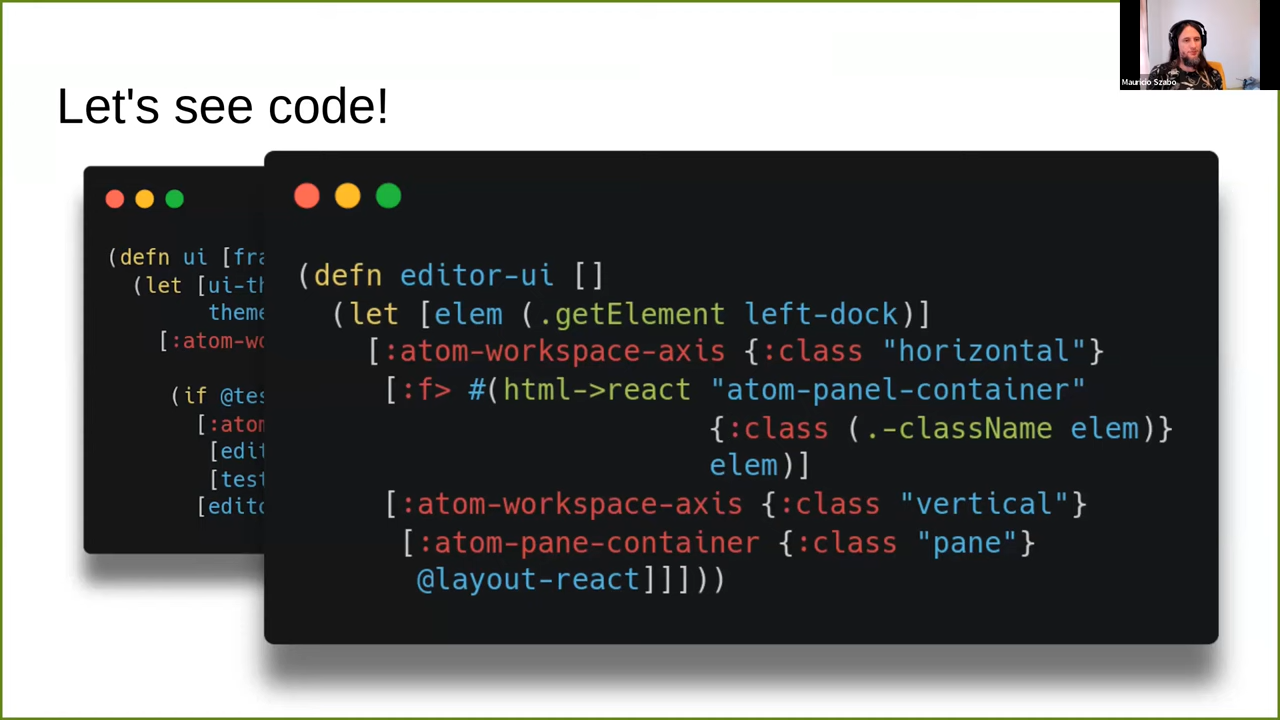 Mauricio Szabo
Let's see code!
(defn ui [fra
(let [ui-th
theme
[:atom-wo
(if @tes
[:atom
[edit
[test
[edito
(defn editor-ui []
(let [elem (.getElement left-dock)]
[:atom-workspace-axis {:class "horizontal"}
[:f> #(html->react "atom-panel-container"
{:class (.-className elem)}
elem)]
[:atom-workspace-axis {:class "vertical"}
[:atom-pane-container {:class "pane"}
@layout-react]]]))